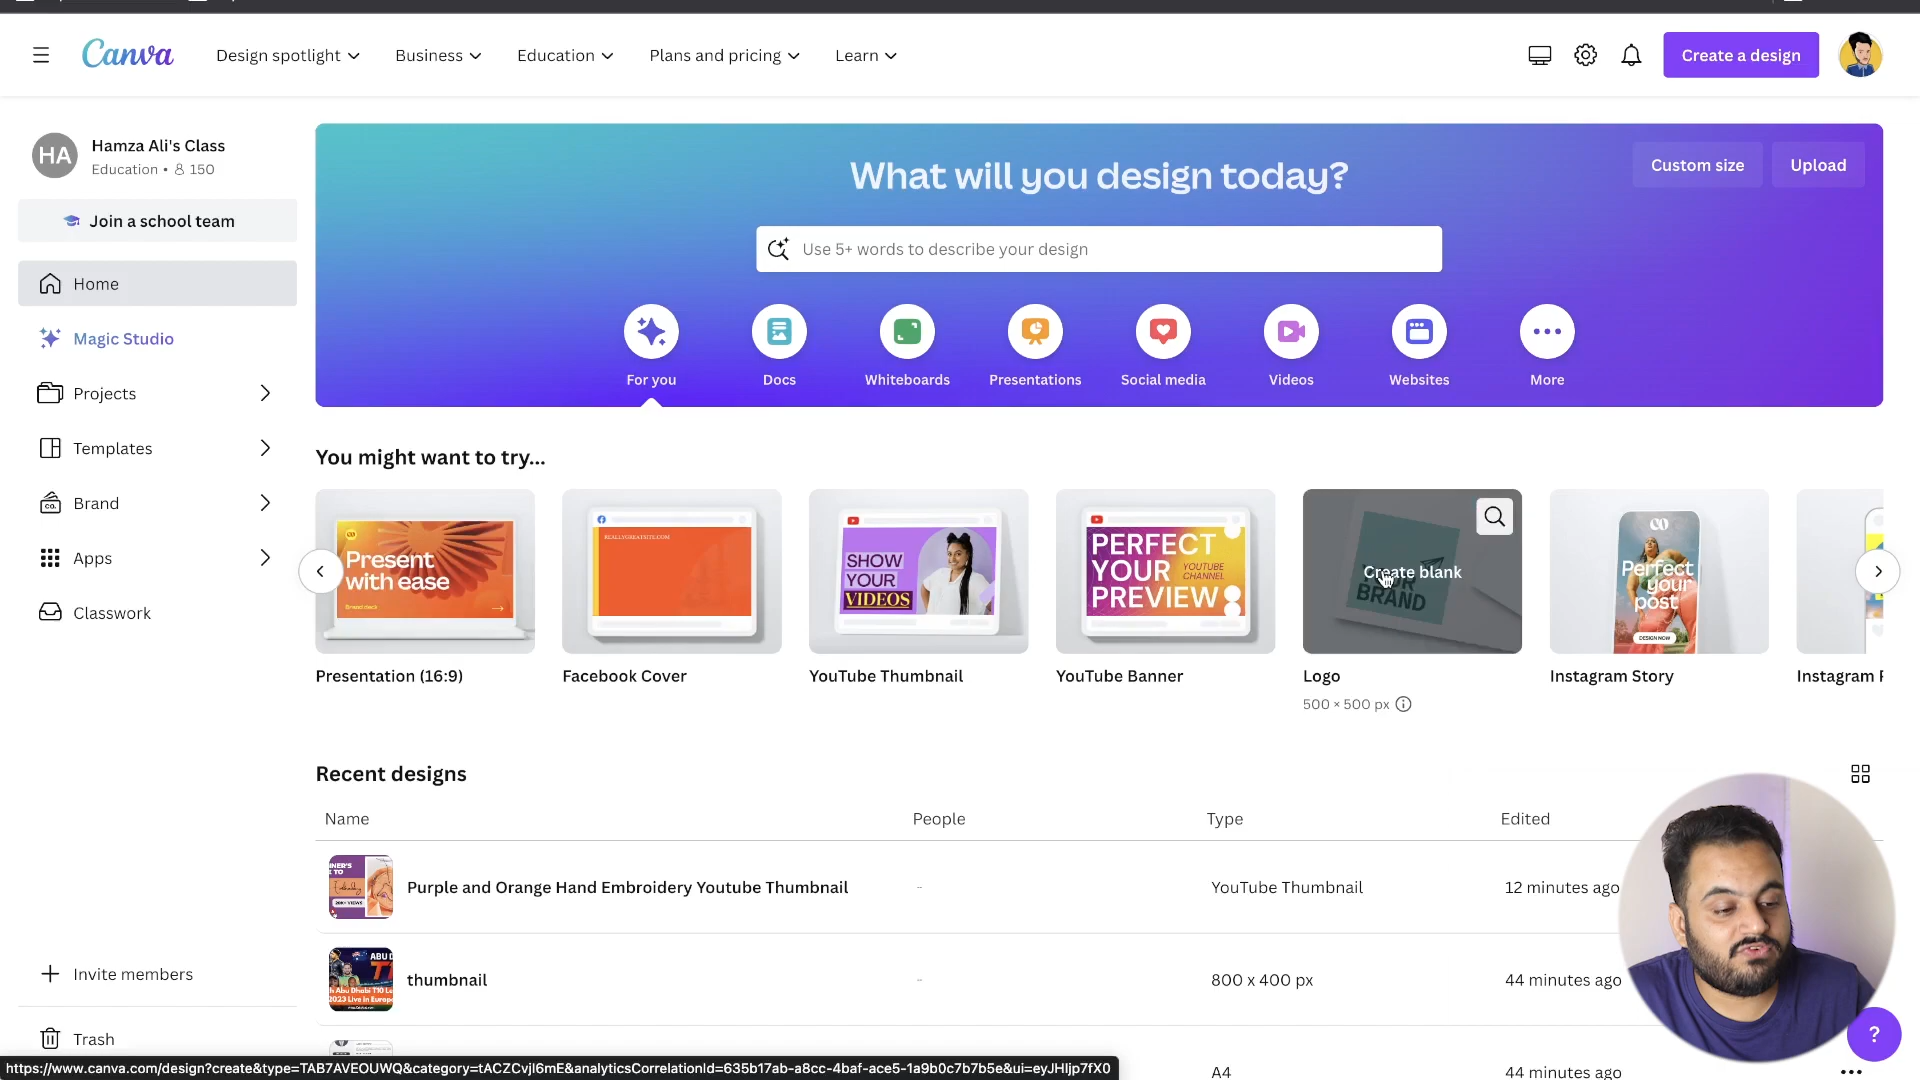 Canva
Design spotlight
Business
Education
Plans and pricing
Learn
Create a design
HA
Hamza Ali's Class
Education • 150
Join a school team
Home
Magic Studio
Projects
Templates
Brand
Apps
Classwork
Invite members
Trash
What will you design today?
Custom size
Upload
Use 5+ words to describe your design
For you
Docs
Whiteboards
Presentations
Social media
Videos
Websites
More
You might want to try...
Present
with ease
REALLYGREATSITE.COM
SHOW
YOUR
VIDEOS
PERFECT
YOUR
PREVIEW
YOUTUBE
CHANNEL
Create blank
BRAND
Perfect
your
post
DESIGN NOW
Presentation (16:9)
Facebook Cover
YouTube Thumbnail
YouTube Banner
Logo
500 × 500 px
Instagram Story
Instagram
Recent designs
Name
People
Type
Edited
Purple and Orange Hand Embroidery Youtube Thumbnail
--
YouTube Thumbnail
12 minutes ago
thumbnail
--
800 x 400 px
44 minutes ago
A4
44 minutes ago
?
https://www.canva.com/design?create&type=TAB7AVEOUWQ&category=tACZCvjI6mE&analyticsCorrelationId=635b17ab-a8cc-4baf-ace5-1a9b0c7b7b5e&ui=eyJHIjp7fX0